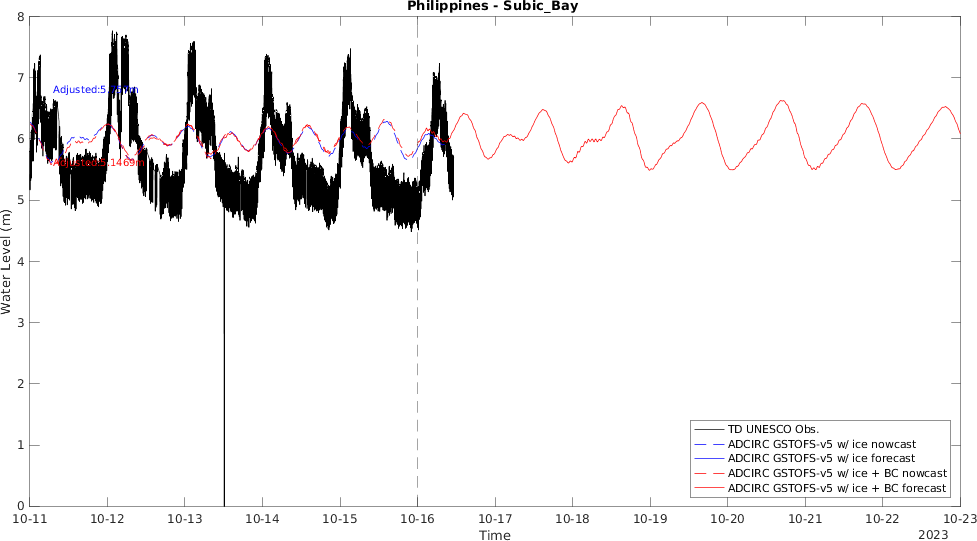 Philippines - Subic_Bay
8
7
6
5
4
3
2
1
0
Water Level (m)
Adjusted:5.
10-11
10-12
10-13
10-14
10-15
10-16
10-17
10-18
10-19
10-20
10-21
10-22
10-23
Time
2023
TD UNESCO Obs.
ADCIRC GSTOFS-v5 w/ ice nowcast
ADCIRC GSTOFS-v5 w/ ice forecast
ADCIRC GSTOFS-v5 w/ ice + BC nowcast
ADCIRC GSTOFS-v5 w/ ice + BC forecast